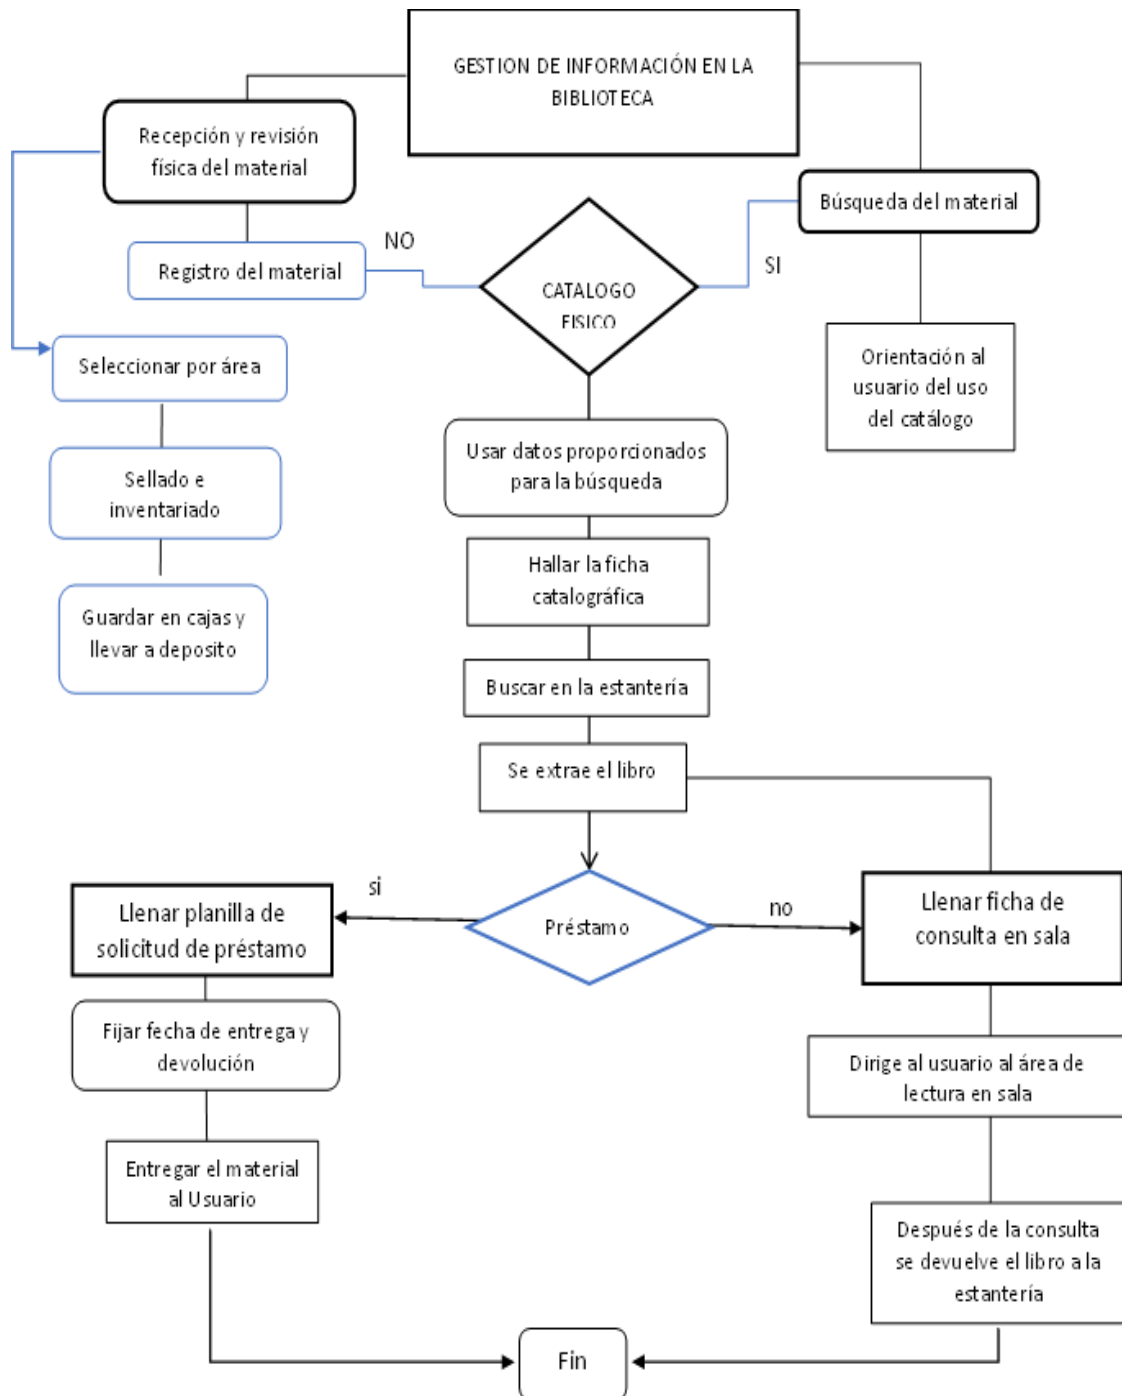 GESTION DE INFORMACIÓN EN LA
BIBLIOTECA
Recepción y revisión
física del material
Búsqueda del material
NO
SI
Registro del material
CATALOGO
FISICO
Seleccionar por área
Orientación al
usuario del uso
del catálogo
Usar datos proporcionados
para la búsqueda
Sellado e
inventariado
Hallar la ficha
catalográfica
Guardar en cajas y
llevar a deposito
Buscar en la estantería
Se extrae el libro
si
no
Llenar planilla de
solicitud de préstamo
Préstamo
Llenar ficha de
consulta en sala
Fijar fecha de entrega y
devolución
Dirige al usuario al área de
lectura en sala
Entregar el material
al Usuario
Después de la consulta
se devuelve el libro a la
estantería
Fin